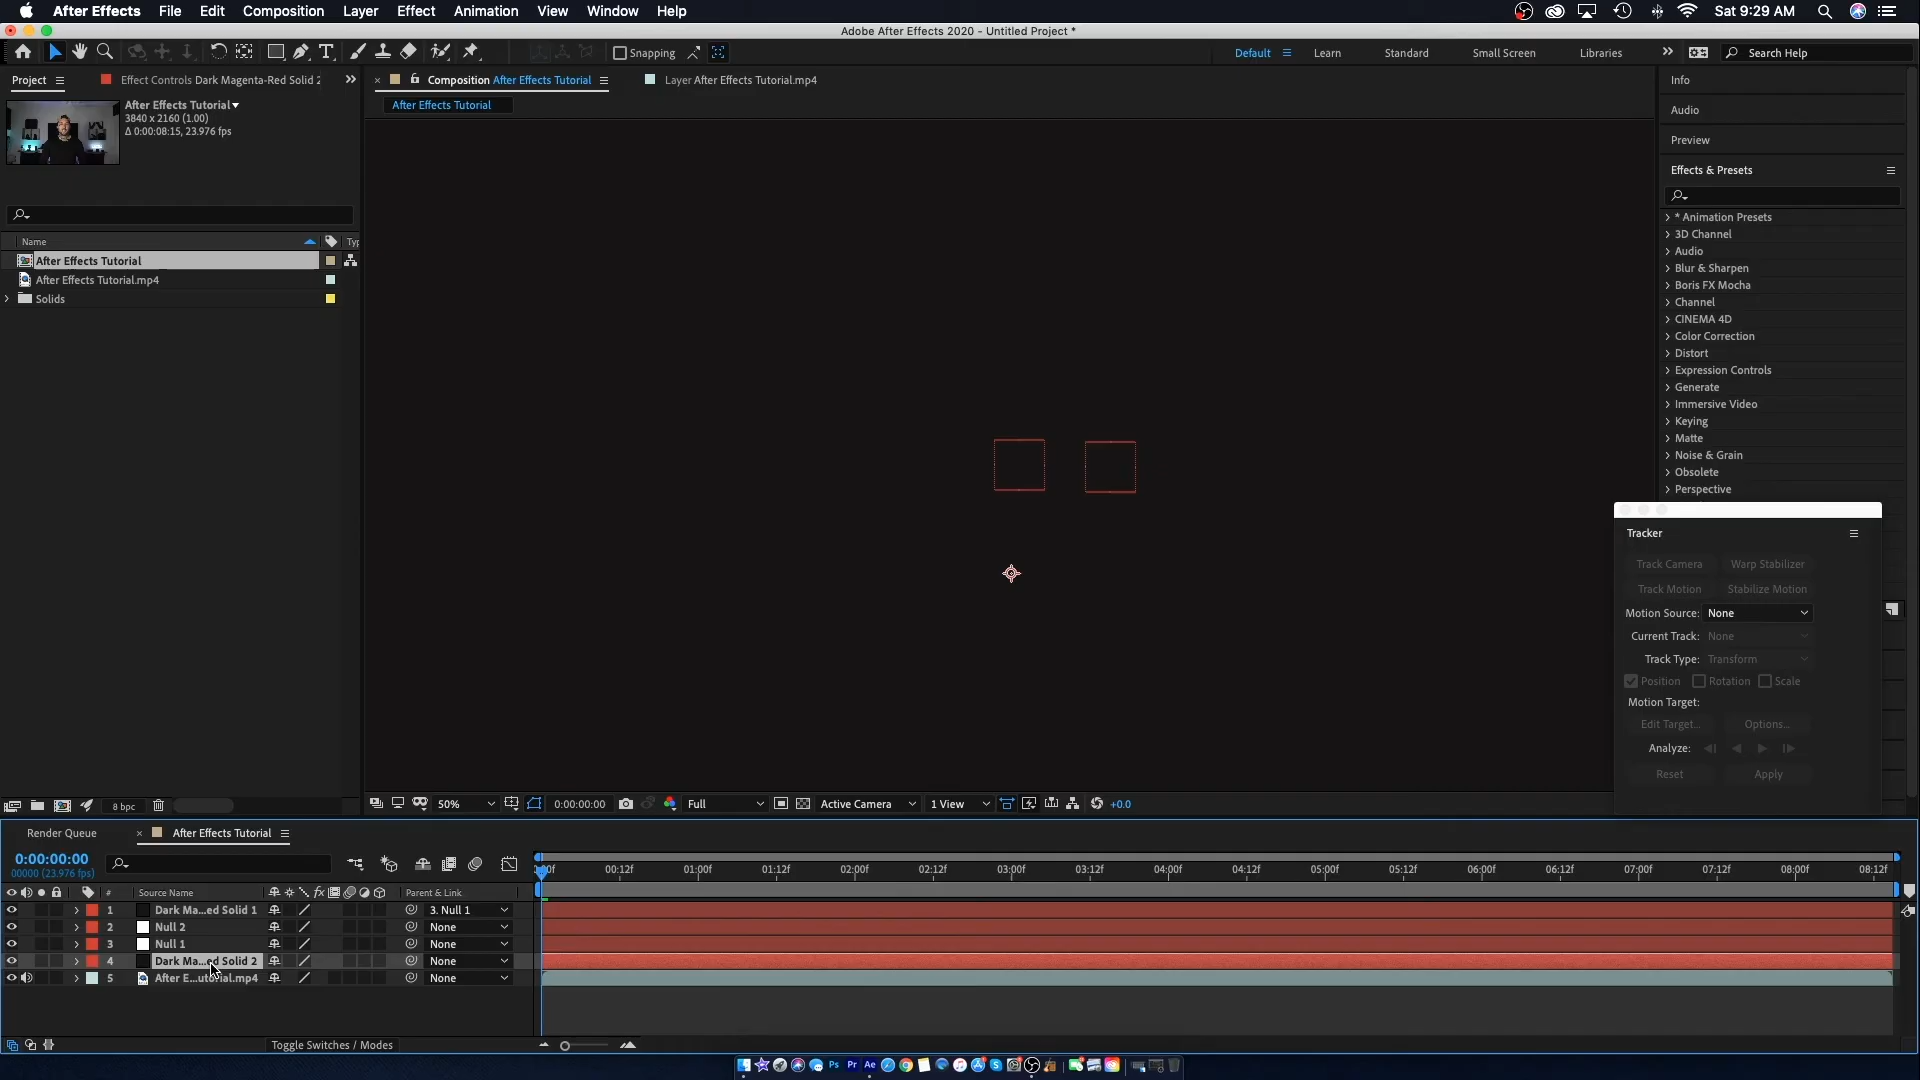 After Effects File Edit Composition Layer Effect Animation View Window Help Sat 9:29 AM
Adobe After Effects 2020 - Untitled Project *
Snapping Default Learn Standard Small Screen Libraries Search Help
Project Effect Controls Dark Magenta-Red Solid 2 Composition After Effects Tutorial Layer After Effects Tutorial.mp4 Info
After Effects Tutorial
After Effects Tutorial
3840 x 2160 (1.00)
Δ 0:00:08:15, 23.976 fps
Audio
Preview
Effects & Presets
Name Typ
After Effects Tutorial
After Effects Tutorial.mp4
Solids
* Animation Presets
3D Channel
Audio
Blur & Sharpen
Boris FX Mocha
Channel
CINEMA 4D
Color Correction
Distort
Expression Controls
Generate
Immersive Video
Keying
Matte
Noise & Grain
Obsolete
Perspective
Tracker
Track Camera Warp Stabilizer
Track Motion Stabilize Motion
Motion Source: None
Current Track: None
Track Type: Transform
Position Rotation Scale
Motion Target:
Edit Target... Options...
Analyze:
Reset Apply
8 bpc 50% 0:00:00:00 Full Active Camera 1 View +0.0
Render Queue After Effects Tutorial
0:00:00:00
00000 (23.976 fps)
00f 00:12f 01:00f 01:12f 02:00f 02:12f 03:00f 03:12f 04:00f 04:12f 05:00f 05:12f 06:00f 06:12f 07:00f 07:12f 08:00f 08:12f
# Source Name fx Parent & Link
1 Dark Ma...ed Solid 1 3. Null 1
2 Null 2 None
3 Null 1 None
4 Dark Ma...ed Solid 2 None
5 After E...utorial.mp4 None
Toggle Switches / Modes
Ps Pr Ae